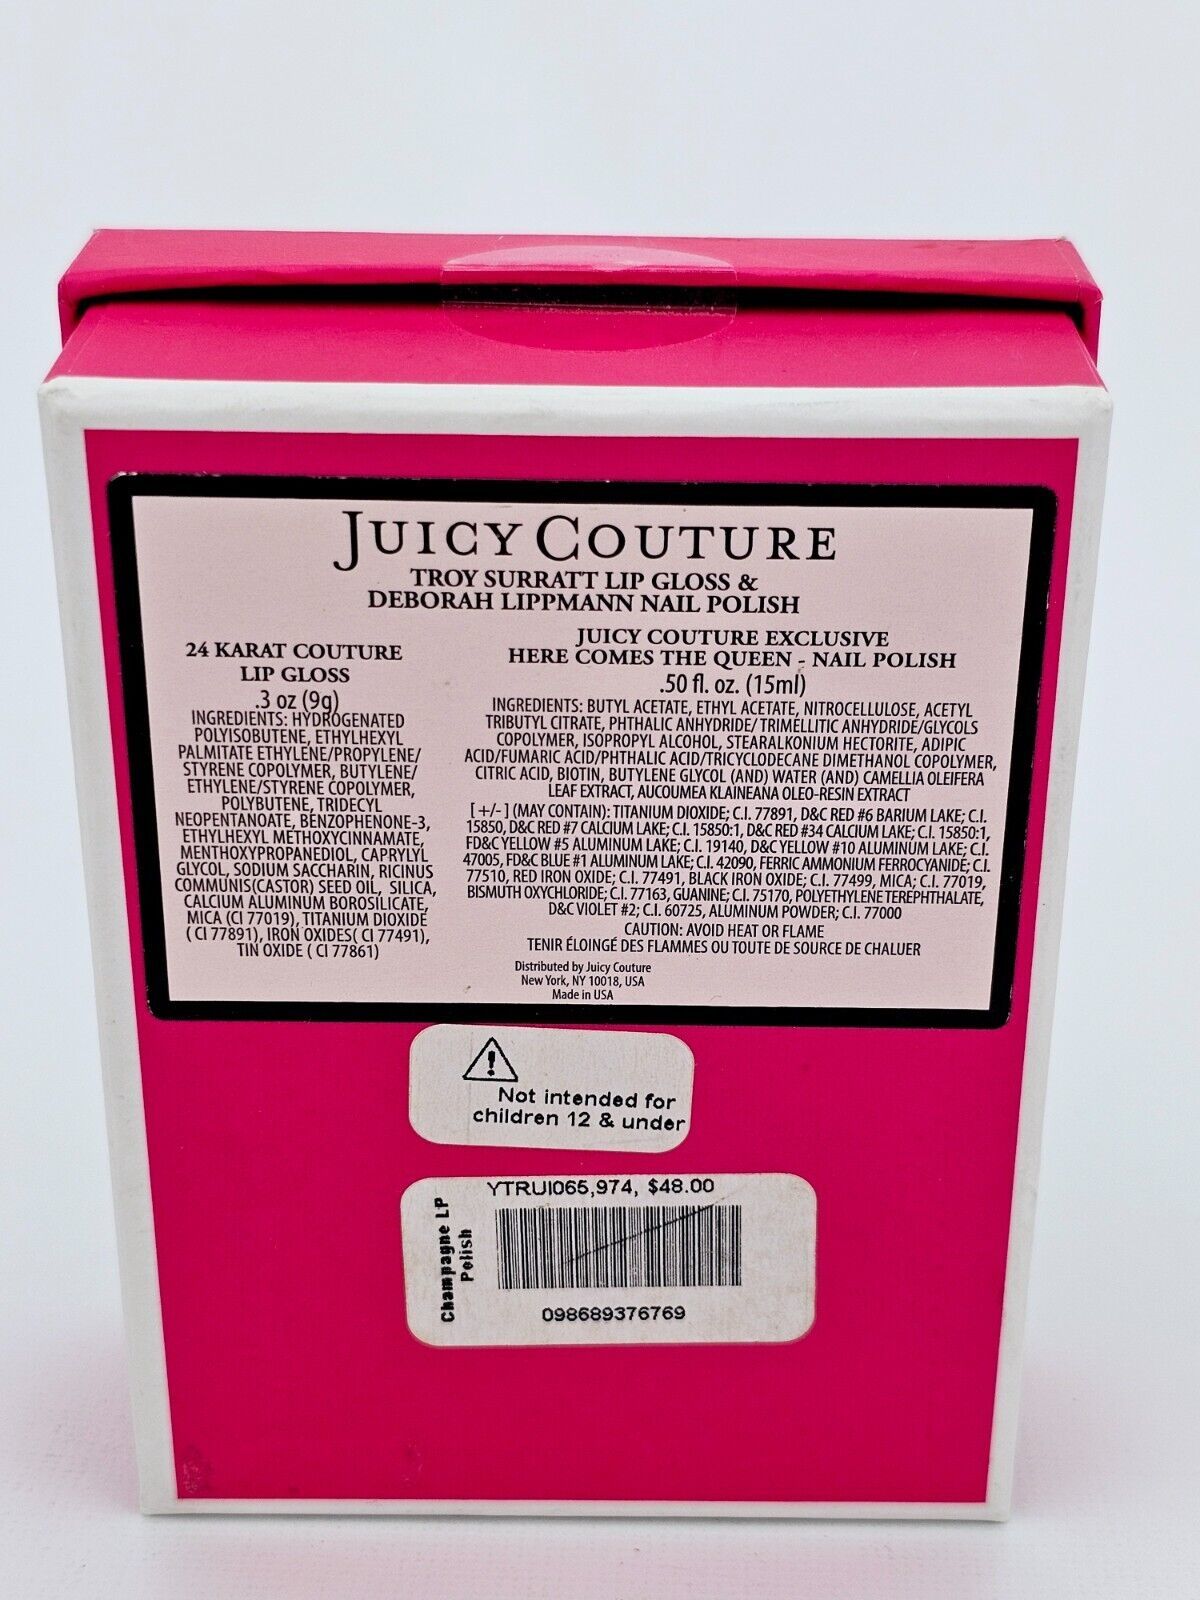 JUICY COUTURE
TROY SURRATT LIP GLOSS &
DEBORAH LIPPMANN NAIL POLISH
24 KARAT COUTURE
LIP GLOSS
.3 oz (9g)
INGREDIENTS: HYDROGENATED
POLYISOBUTENE, ETHYLHEXYL
PALMITATE ETHYLENE/PROPYLENE/
STYRENE COPOLYMER, BUTYLENE/
ETHYLENE/STYRENE COPOLYMER,
POLYBUTENE, TRIDECYL
NEOPENTANOATE, BENZOPHENONE-3,
ETHYLHEXYL METHOXYCINNAMATE,
MENTHOXYPROPANEDIOL, CAPRYLYL
GLYCOL, SODIUM SACCHARIN, RICINUS
COMMUNIS(CASTOR) SEED OIL, SILICA,
CALCIUM ALUMINUM BOROSILICATE,
MICA (CI 77019), TITANIUM DIOXIDE
( CI 77891), IRON OXIDES( CI 77491),
TIN OXIDE ( CI 77861)
JUICY COUTURE EXCLUSIVE
HERE COMES THE QUEEN - NAIL POLISH
.50 fl. oz. (15ml)
INGREDIENTS: BUTYL ACETATE, ETHYL ACETATE, NITROCELLULOSE, ACETYL
TRIBUTYL CITRATE, PHTHALIC ANHYDRIDE/ TRIMELLITIC ANHYDRIDE/GLYCOLS
COPOLYMER, ISOPROPYL ALCOHOL, STEARALKONIUM HECTORITE, ADIPIC
ACID/FUMARIC ACID/PHTHALIC ACID/TRICYCLODECANE DIMETHANOL COPOLYMER,
CITRIC ACID, BIOTIN, BUTYLENE GLYCOL (AND) WATER (AND) CAMELLIA OLEIFERA
LEAF EXTRACT, AUCOUMEA KLAINEANA OLEO-RESIN EXTRACT
[ +/- ] (MAY CONTAIN): TITANIUM DIOXIDE; C.I. 77891, D&C RED #6 BARIUM LAKE; C.I.
15850, D&C RED #7 CALCIUM LAKE; C.I. 15850:1, D&C RED #34 CALCIUM LAKE; C.I. 15850:1,
FD&C YELLOW #5 ALUMINUM LAKE; C.I. 19140, D&C YELLOW #10 ALUMINUM LAKE; C.I.
47005, FD&C BLUE #1 ALUMINUM LAKE; C.I. 42090, FERRIC AMMONIUM FERROCYANIDE; C.I.
77510, RED IRON OXIDE; C.I. 77491, BLACK IRON OXIDE; C.I. 77499, MICA; C.I. 77019,
BISMUTH OXYCHLORIDE; C.I. 77163, GUANINE; C.I. 75170, POLYETHYLENE TEREPHTHALATE,
D&C VIOLET #2; C.I. 60725, ALUMINUM POWDER; C.I. 77000
CAUTION: AVOID HEAT OR FLAME
TENIR ÉLOINGÉ DES FLAMMES OU TOUTE DE SOURCE DE CHALUER
Distributed by Juicy Couture
New York, NY 10018, USA
Made in USA
Not intended for
children 12 & under
YTRUI065,974, $48.00
Champagne LP
Polish
098689376769